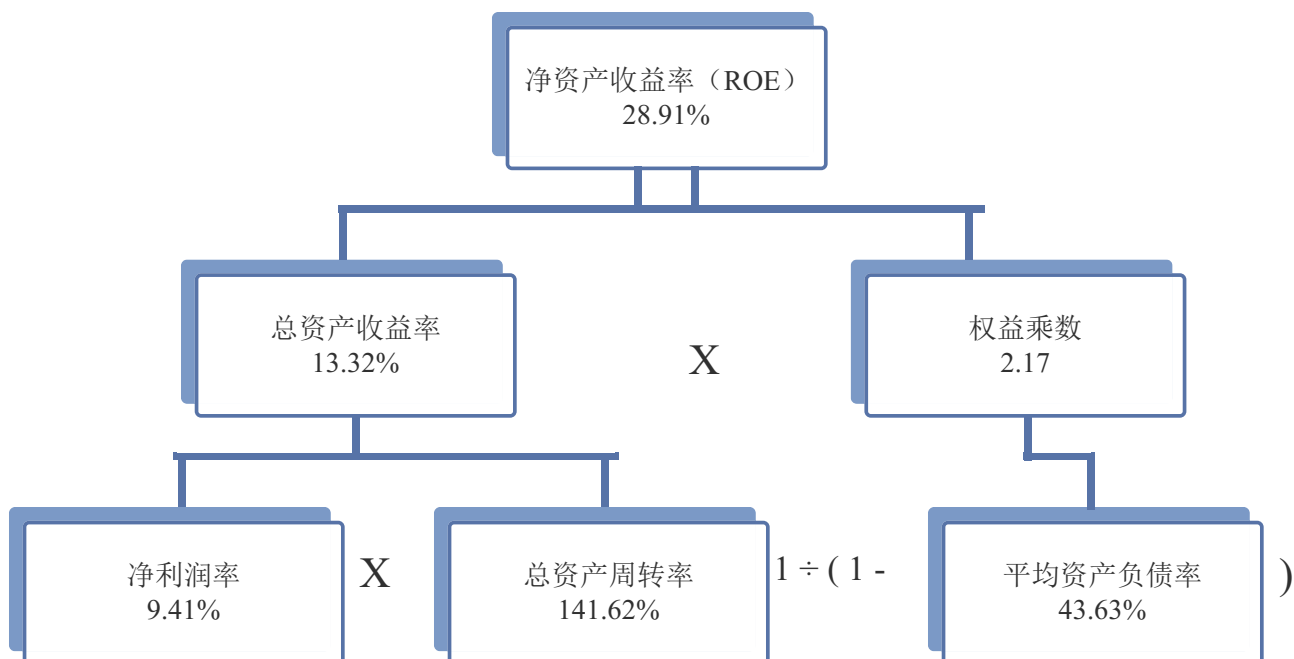 净资产收益率（ROE）
28.91%
总资产收益率
13.32%
X
权益乘数
2.17
净利润率
9.41%
X
总资产周转率
141.62%
1 ÷ ( 1 -
平均资产负债率
43.63%
)